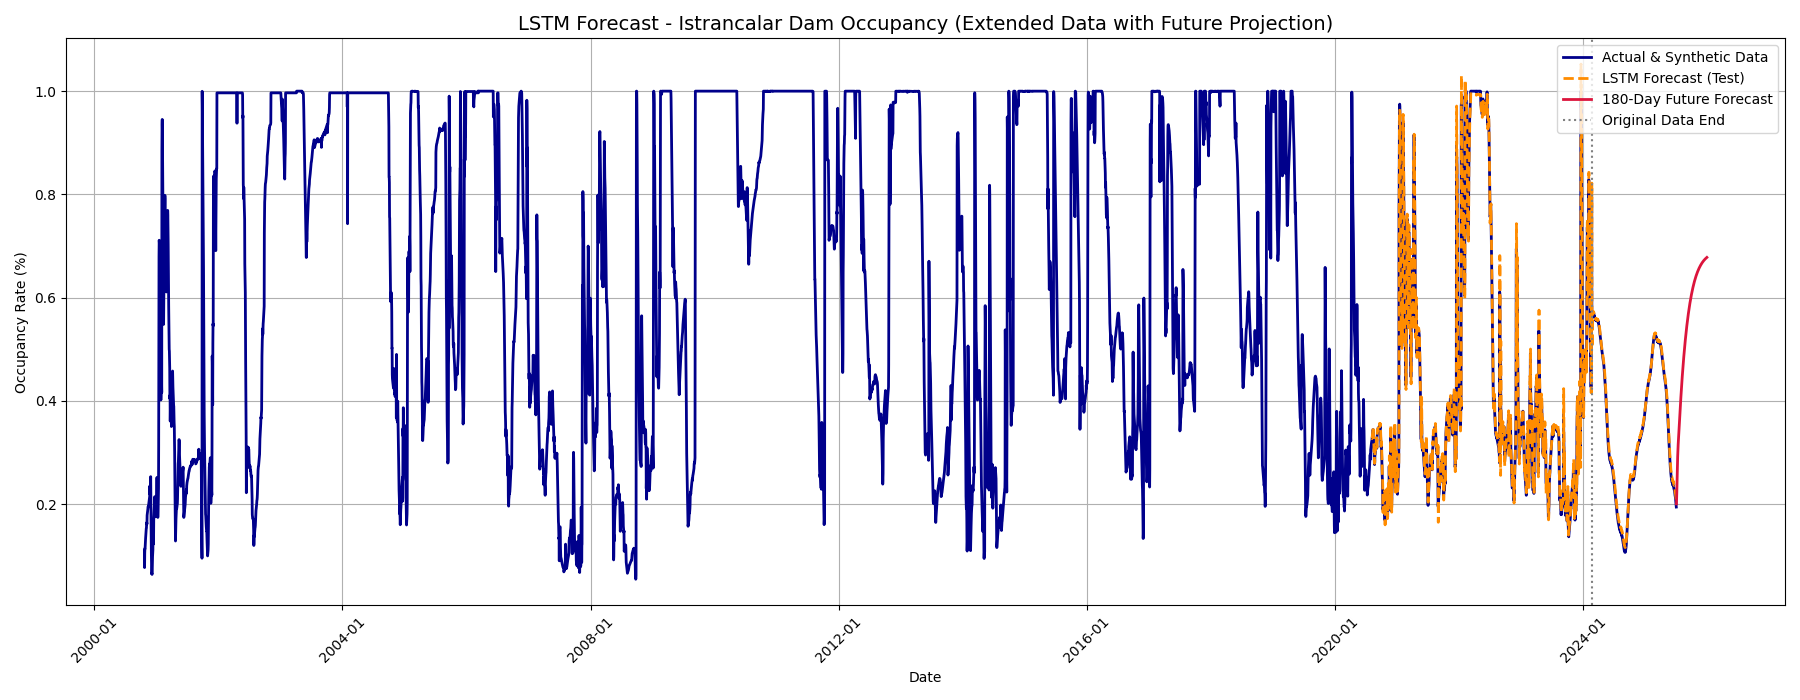 LSTM Forecast - Istrancalar Dam Occupancy (Extended Data with Future Projection)
Actual & Synthetic Data
LSTM Forecast (Test)
180-Day Future Forecast
Original Data End
Occupancy Rate (%)
1.0
0.8
0.6
0.4
0.2
2000-01
2004-01
2008-01
2012-01
2016-01
2020-01
2024-01
Date